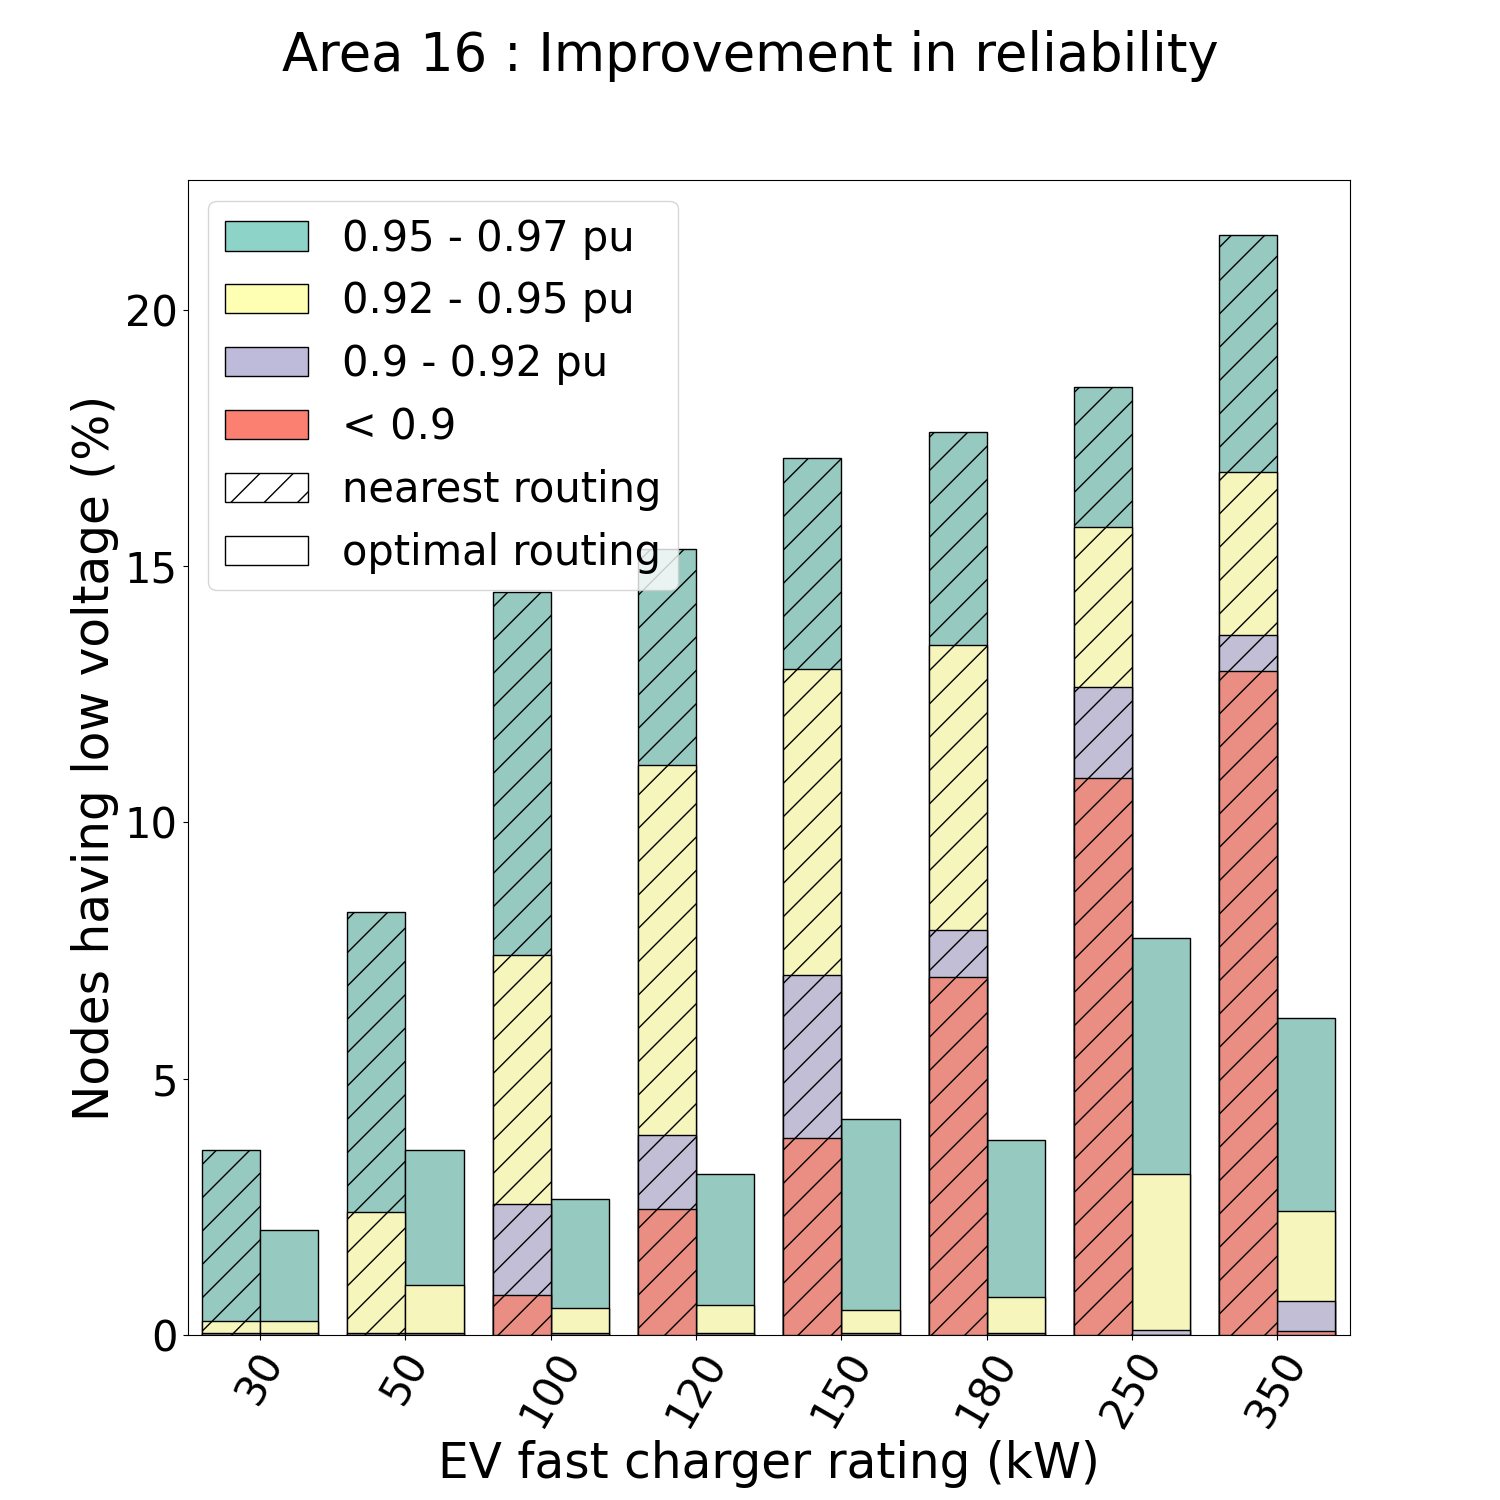 Area 16 : Improvement in reliability
0.95 - 0.97 pu
0.92 - 0.95 pu
0.9 - 0.92 pu
< 0.9
nearest routing
optimal routing
Nodes having low voltage (%)
20
15
10
5
0
30 50 100 120 150 180 250 350
EV fast charger rating (kW)